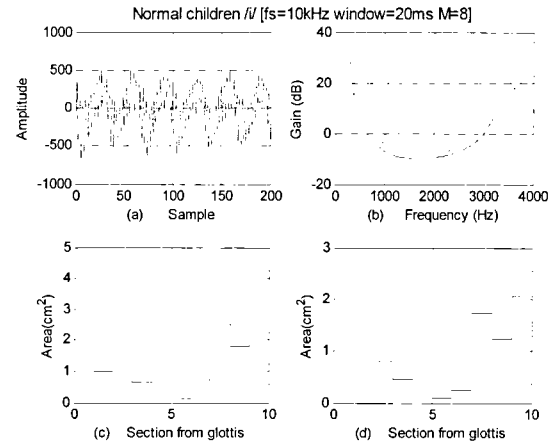 Normal children /i/ [fs=10kHz window=20ms M=8]
1000
500
0
-500
-1000
Amplitude
0 50 100 150 200
(a) Sample
40
20
0
-20
Gain (dB)
0 1000 2000 3000 4000
(b) Frequency (Hz)
5
4
3
2
1
0
Area(cm²)
0 5 10
(c) Section from glottis
3
2
1
0
Area(cm²)
0 5 10
(d) Section from glottis